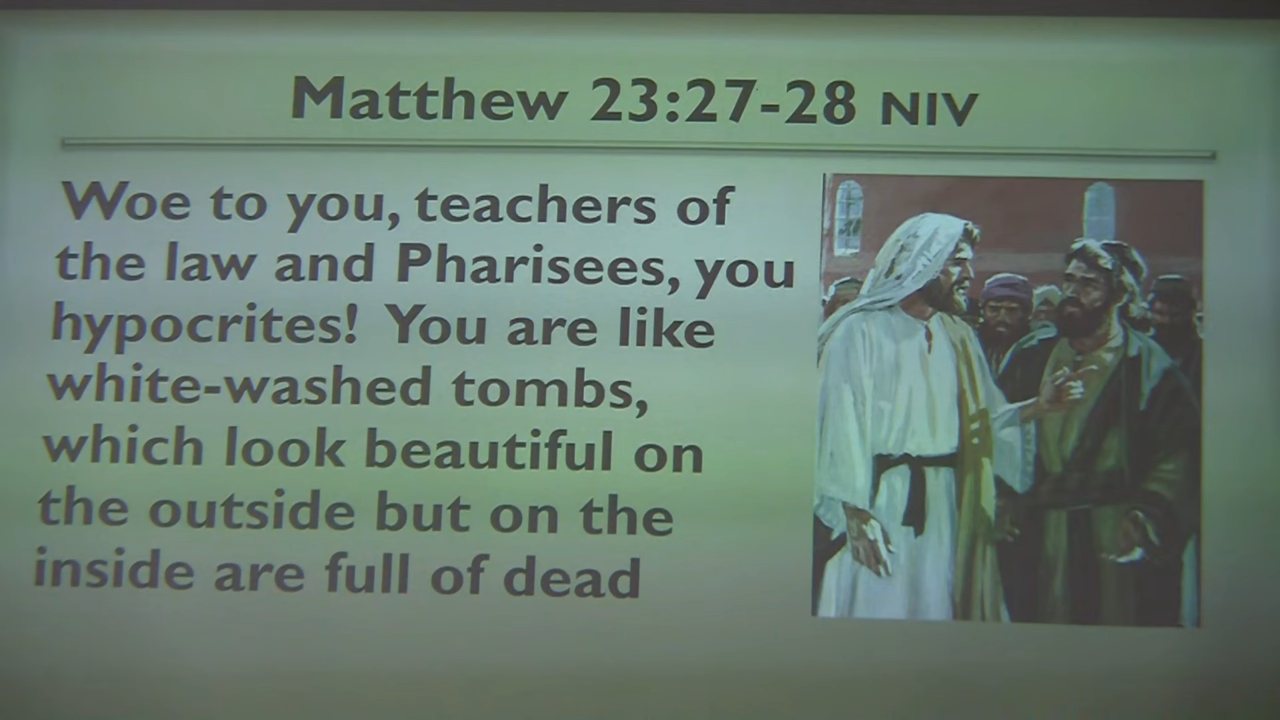 Matthew 23:27-28 NIV
Woe to you, teachers of
the law and Pharisees, you
hypocrites! You are like
white-washed tombs,
which look beautiful on
the outside but on the
inside are full of dead